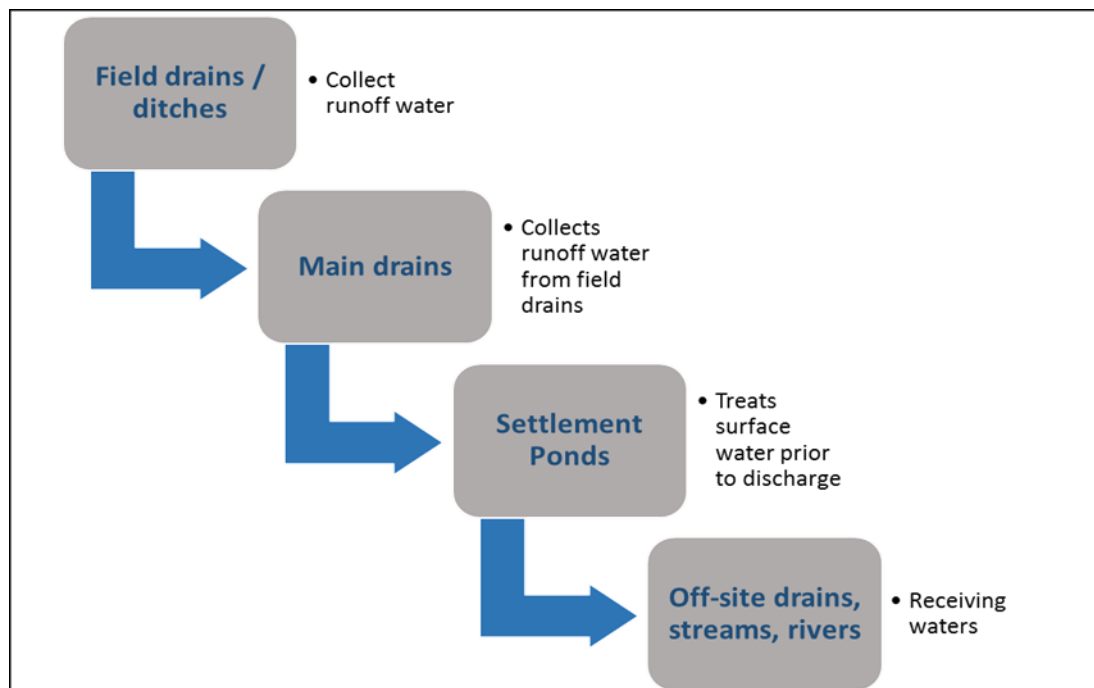 Field drains /
ditches
• Collect
runoff water
Main drains
• Collects
runoff water
from field
drains
Settlement
Ponds
• Treats
surface
water prior
to discharge
Off-site drains,
streams, rivers
• Receiving
waters